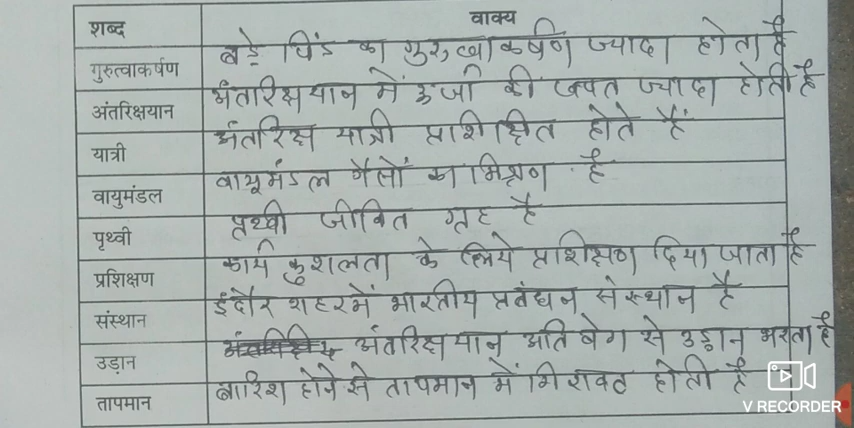 शब्द वाक्य
गुरुत्वाकर्षण बड़े पिंड का गुरुत्वाकर्षण ज्यादा होता है
अंतरिक्षयान अंतरिक्षयान में ऊर्जा की खपत ज्यादा होती है
यात्री अंतरिक्ष यात्री प्रशिक्षित होते हैं
वायुमंडल वायूमंडल गैसों का मिश्रण है
पृथ्वी पृथ्वी जीवित ग्रह है
प्रशिक्षण कार्य कुशलता के लिये प्रशिक्षण दिया जाता है
संस्थान इंदौर शहर में भारतीय प्रबंधन संस्थान है
उड़ान अंतरिक्षयान अति वेग से उड़ान भरता है
तापमान बारिश होने से तापमान में गिरावट होती है
V RECORDER